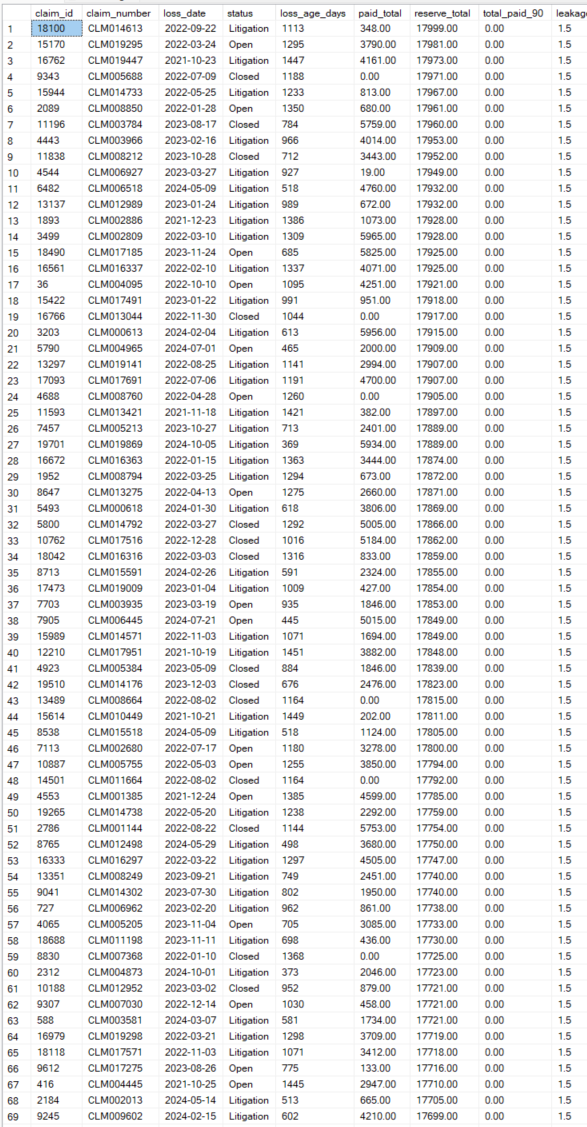 claim_id claim_number loss_date status loss_age_days paid_total reserve_total total_paid_90 leakag
1 18100 CLM014613 2022-09-22 Litigation 1113 348.00 17999.00 0.00 1.5
2 15170 CLM019295 2022-03-24 Open 1295 3790.00 17981.00 0.00 1.5
3 16762 CLM019447 2021-10-23 Litigation 1447 4161.00 17973.00 0.00 1.5
4 9343 CLM005688 2022-07-09 Closed 1188 0.00 17971.00 0.00 1.5
5 15944 CLM014733 2022-05-25 Litigation 1233 813.00 17967.00 0.00 1.5
6 2089 CLM008850 2022-01-28 Open 1350 680.00 17961.00 0.00 1.5
7 11196 CLM003784 2023-08-17 Closed 784 5759.00 17960.00 0.00 1.5
8 4443 CLM003966 2023-02-16 Litigation 966 4014.00 17953.00 0.00 1.5
9 11838 CLM008212 2023-10-28 Closed 712 3443.00 17952.00 0.00 1.5
10 4544 CLM006927 2023-03-27 Litigation 927 19.00 17949.00 0.00 1.5
11 6482 CLM006518 2024-05-09 Litigation 518 4760.00 17932.00 0.00 1.5
12 13137 CLM012989 2023-01-24 Litigation 989 672.00 17932.00 0.00 1.5
13 1893 CLM002886 2021-12-23 Litigation 1386 1073.00 17928.00 0.00 1.5
14 3499 CLM002809 2022-03-10 Litigation 1309 5965.00 17928.00 0.00 1.5
15 18490 CLM017185 2023-11-24 Open 685 5825.00 17925.00 0.00 1.5
16 16561 CLM016337 2022-02-10 Litigation 1337 4071.00 17925.00 0.00 1.5
17 36 CLM004095 2022-10-10 Open 1095 4251.00 17921.00 0.00 1.5
18 15422 CLM017491 2023-01-22 Litigation 991 951.00 17918.00 0.00 1.5
19 16766 CLM013044 2022-11-30 Closed 1044 0.00 17917.00 0.00 1.5
20 3203 CLM000613 2024-02-04 Litigation 613 5956.00 17915.00 0.00 1.5
21 5790 CLM004965 2024-07-01 Open 465 2000.00 17909.00 0.00 1.5
22 13297 CLM019141 2022-08-25 Litigation 1141 2994.00 17907.00 0.00 1.5
23 17093 CLM017691 2022-07-06 Litigation 1191 4700.00 17907.00 0.00 1.5
24 4688 CLM008760 2022-04-28 Open 1260 0.00 17905.00 0.00 1.5
25 11593 CLM013421 2021-11-18 Litigation 1421 382.00 17897.00 0.00 1.5
26 7457 CLM005213 2023-10-27 Litigation 713 2401.00 17889.00 0.00 1.5
27 19701 CLM019869 2024-10-05 Litigation 369 5934.00 17889.00 0.00 1.5
28 16672 CLM016363 2022-01-15 Litigation 1363 3444.00 17874.00 0.00 1.5
29 1952 CLM008794 2022-03-25 Litigation 1294 673.00 17872.00 0.00 1.5
30 8647 CLM013275 2022-04-13 Open 1275 2660.00 17871.00 0.00 1.5
31 5493 CLM000618 2024-01-30 Litigation 618 3806.00 17869.00 0.00 1.5
32 5800 CLM014792 2022-03-27 Closed 1292 5005.00 17866.00 0.00 1.5
33 10762 CLM017516 2022-12-28 Closed 1016 5184.00 17862.00 0.00 1.5
34 18042 CLM016316 2022-03-03 Closed 1316 833.00 17859.00 0.00 1.5
35 8713 CLM015591 2024-02-26 Litigation 591 2324.00 17855.00 0.00 1.5
36 17473 CLM019009 2023-01-04 Litigation 1009 427.00 17854.00 0.00 1.5
37 7703 CLM003935 2023-03-19 Open 935 1846.00 17853.00 0.00 1.5
38 7905 CLM006445 2024-07-21 Open 445 5015.00 17849.00 0.00 1.5
39 15989 CLM014571 2022-11-03 Litigation 1071 1694.00 17849.00 0.00 1.5
40 12210 CLM017951 2021-10-19 Litigation 1451 3882.00 17848.00 0.00 1.5
41 4923 CLM005384 2023-05-09 Closed 884 1846.00 17839.00 0.00 1.5
42 19510 CLM014176 2023-12-03 Closed 676 2476.00 17823.00 0.00 1.5
43 13489 CLM008664 2022-08-02 Closed 1164 0.00 17815.00 0.00 1.5
44 15614 CLM010449 2021-10-21 Litigation 1449 202.00 17811.00 0.00 1.5
45 8538 CLM015518 2024-05-09 Litigation 518 1124.00 17805.00 0.00 1.5
46 7113 CLM002680 2022-07-17 Open 1180 3278.00 17800.00 0.00 1.5
47 10887 CLM005755 2022-05-03 Open 1255 3850.00 17794.00 0.00 1.5
48 14501 CLM011664 2022-08-02 Closed 1164 0.00 17792.00 0.00 1.5
49 4553 CLM001385 2021-12-24 Open 1385 4599.00 17785.00 0.00 1.5
50 19265 CLM014738 2022-05-20 Litigation 1238 2292.00 17759.00 0.00 1.5
51 2786 CLM001144 2022-08-22 Closed 1144 5753.00 17754.00 0.00 1.5
52 8765 CLM012498 2024-05-29 Litigation 498 3680.00 17750.00 0.00 1.5
53 16333 CLM016297 2022-03-22 Litigation 1297 4505.00 17747.00 0.00 1.5
54 13351 CLM008249 2023-09-21 Litigation 749 2451.00 17740.00 0.00 1.5
55 9041 CLM014302 2023-07-30 Litigation 802 1950.00 17740.00 0.00 1.5
56 727 CLM006962 2023-02-20 Litigation 962 861.00 17738.00 0.00 1.5
57 4065 CLM005205 2023-11-04 Open 705 3085.00 17733.00 0.00 1.5
58 18688 CLM011198 2023-11-11 Litigation 698 436.00 17730.00 0.00 1.5
59 8830 CLM007368 2022-01-10 Closed 1368 0.00 17725.00 0.00 1.5
60 2312 CLM004873 2024-10-01 Litigation 373 2046.00 17723.00 0.00 1.5
61 10188 CLM012952 2023-03-02 Closed 952 879.00 17721.00 0.00 1.5
62 9307 CLM007030 2022-12-14 Open 1030 458.00 17721.00 0.00 1.5
63 588 CLM003581 2024-03-07 Litigation 581 1734.00 17721.00 0.00 1.5
64 16979 CLM019298 2022-03-21 Litigation 1298 3709.00 17719.00 0.00 1.5
65 18118 CLM017571 2022-11-03 Litigation 1071 3412.00 17718.00 0.00 1.5
66 9612 CLM017275 2023-08-26 Open 775 133.00 17716.00 0.00 1.5
67 416 CLM004445 2021-10-25 Open 1445 2947.00 17710.00 0.00 1.5
68 2184 CLM002013 2024-05-14 Litigation 513 665.00 17705.00 0.00 1.5
69 9245 CLM009602 2024-02-15 Litigation 602 4210.00 17699.00 0.00 1.5